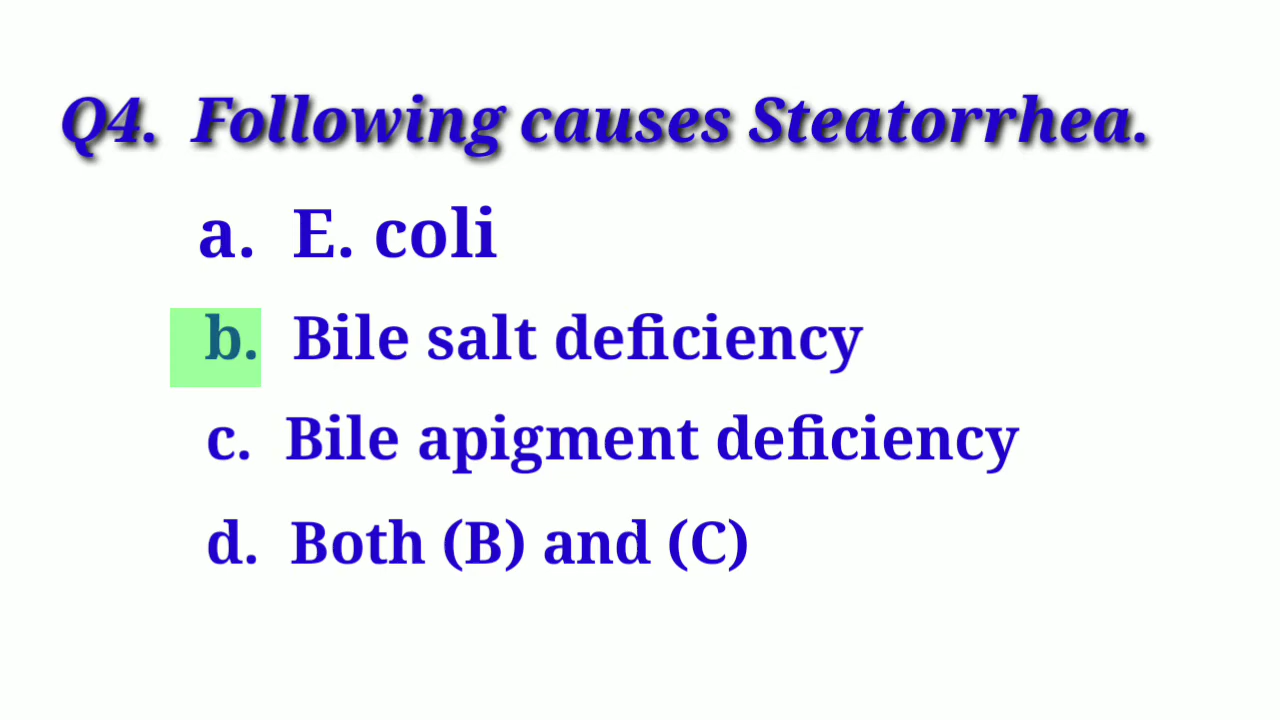 Q4. Following causes Steatorrhea.
a. E. coli
b. Bile salt deficiency
c. Bile apigment deficiency
d. Both (B) and (C)